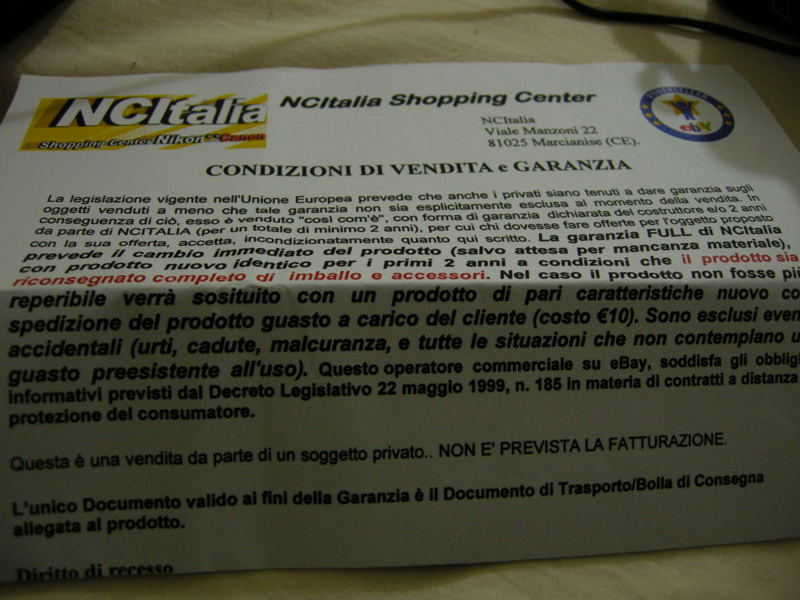 NCItalia
Shopping Center Nikon Canon
NCItalia Shopping Center
POWERSELLER
ebY
NCItalia
Viale Manzoni 22
81025 Marcianise (CE).
CONDIZIONI DI VENDITA e GARANZIA
La legislazione vigente nell'Unione Europea prevede che anche i privati siano tenuti a dare garanzia sugli
oggetti venduti a meno che tale garanzia non sia esplicitamente esclusa al momento della vendita. In
conseguenza di ciò, esso è venduto "così com'è", con forma di garanzia dichiarata del costruttore e/o 2 anni
da parte di NCITALIA (per un totale di minimo 2 anni), per cui chi dovesse fare offerte per l'oggetto proposto
con la sua offerta, accetta, incondizionatamente quanto qui scritto. La garanzia FULL di NCItalia
prevede il cambio immediato del prodotto (salvo attesa per mancanza materiale),
con prodotto nuovo identico per i primi 2 anni a condizioni che il prodotto sia
riconsegnato completo di imballo e accessori. Nel caso il prodotto non fosse più
reperibile verrà sosituito con un prodotto di pari caratteristiche nuovo co
spedizione del prodotto guasto a carico del cliente (costo €10). Sono esclusi even
accidentali (urti, cadute, malcuranza, e tutte le situazioni che non contemplano u
guasto preesistente all'uso). Questo operatore commerciale su eBay, soddisfa gli obblig
informativi previsti dal Decreto Legislativo 22 maggio 1999, n. 185 in materia di contratti a distanza
protezione del consumatore.
Questa è una vendita da parte di un soggetto privato.. NON E' PREVISTA LA FATTURAZIONE.
L'unico Documento valido ai fini della Garanzia è il Documento di Trasporto/Bolla di Consegna
allegata al prodotto.
Diritto di recesso